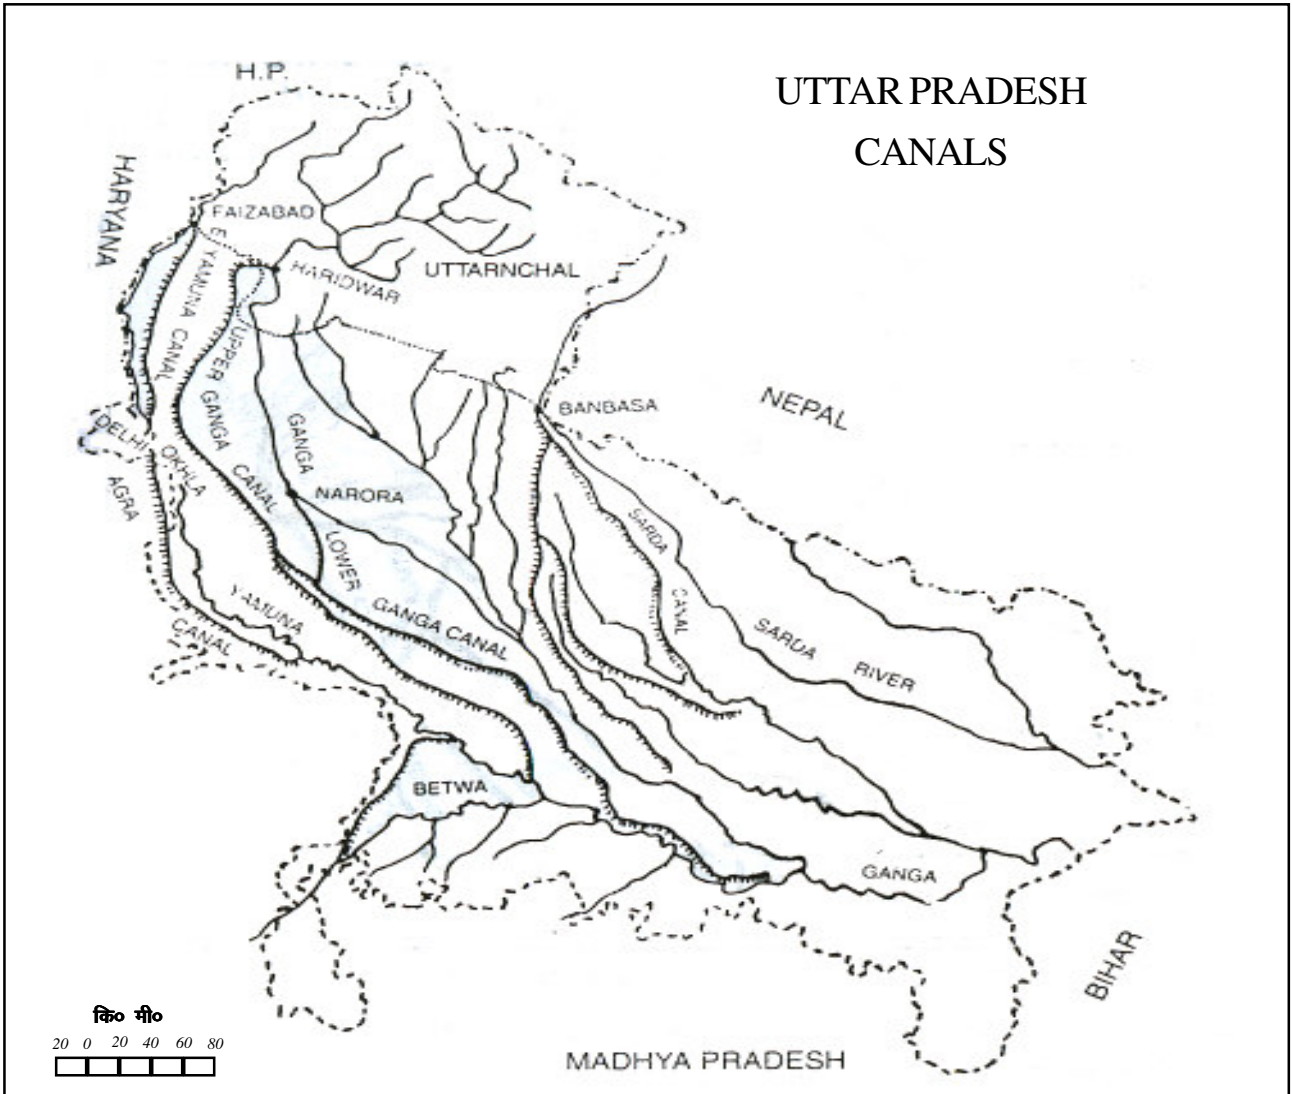 UTTAR PRADESH
CANALS
H.P.
HARYANA
FAIZABAD
E. YAMUNA CANAL
HARIDWAR
UTTARNCHAL
UPPER GANGA CANAL
GANGA
BANBASA
NEPAL
DELHI
OKHLA
AGRA
NARORA
LOWER
GANGA CANAL
SARDA
CANAL
YAMUNA
CANAL
SARDA
RIVER
BETWA
GANGA
BIHAR
MADHYA PRADESH
कि० मी०
20 0 20 40 60 80